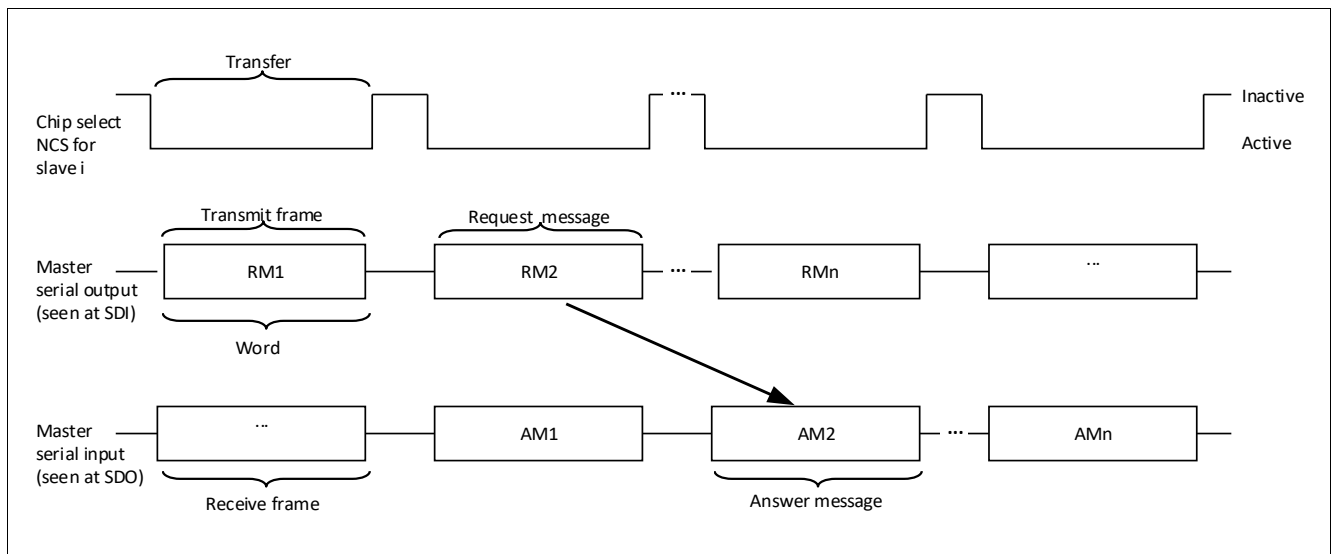 Transfer
...
Inactive
Chip select
NCS for
slave i
Active
Transmit frame
Request message
Master
serial output
(seen at SDI)
RM1
RM2
...
RMn
...
Word
Master
serial input
(seen at SDO)
...
AM1
AM2
...
AMn
Receive frame
Answer message